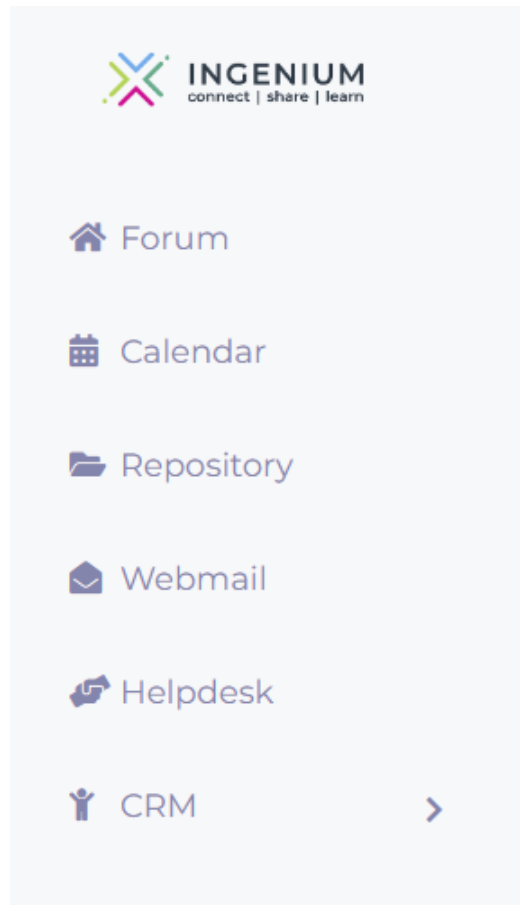 INGENIUM
connect | share | learn
Forum
Calendar
Repository
Webmail
Helpdesk
CRM